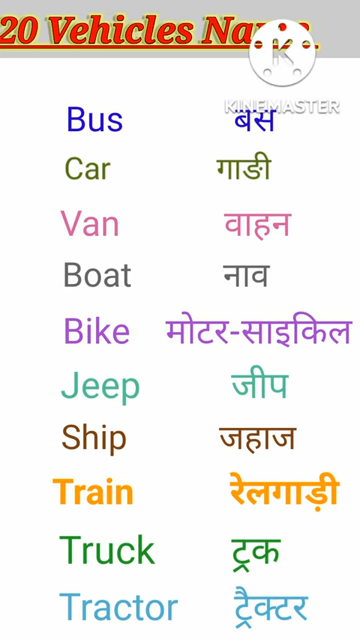 20 Vehicles Name
KINEMASTER
Bus बस
Car गाडी
Van वाहन
Boat नाव
Bike मोटर-साइकिल
Jeep जीप
Ship जहाज
Train रेलगाड़ी
Truck ट्रक
Tractor ट्रैक्टर